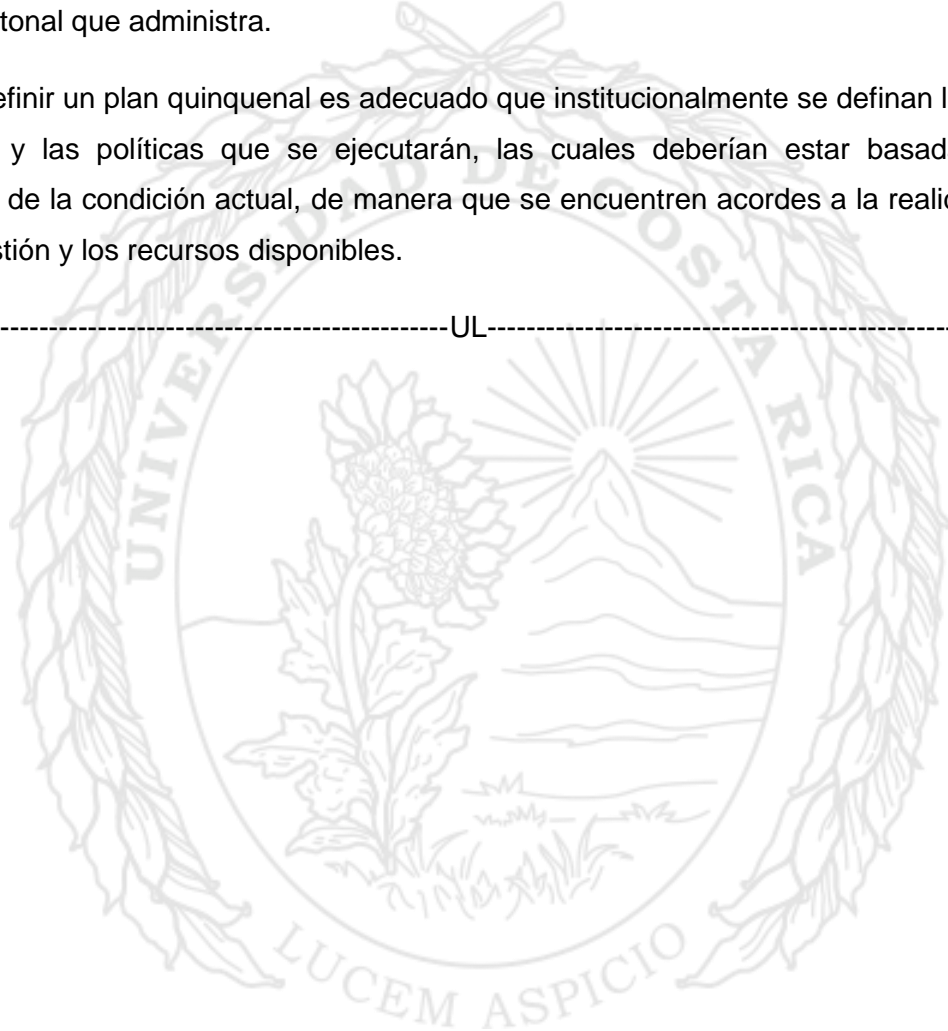 tonal que administra.
efinir un plan quinquenal es adecuado que institucionalmente se definan l
y las políticas que se ejecutarán, las cuales deberían estar basad
de la condición actual, de manera que se encuentren acordes a la realid
stión y los recursos disponibles.
-----------------------------------------------UL------------------------------------------------
UNIVERSIDAD DE COSTA RICA
LUCEM ASPICIO